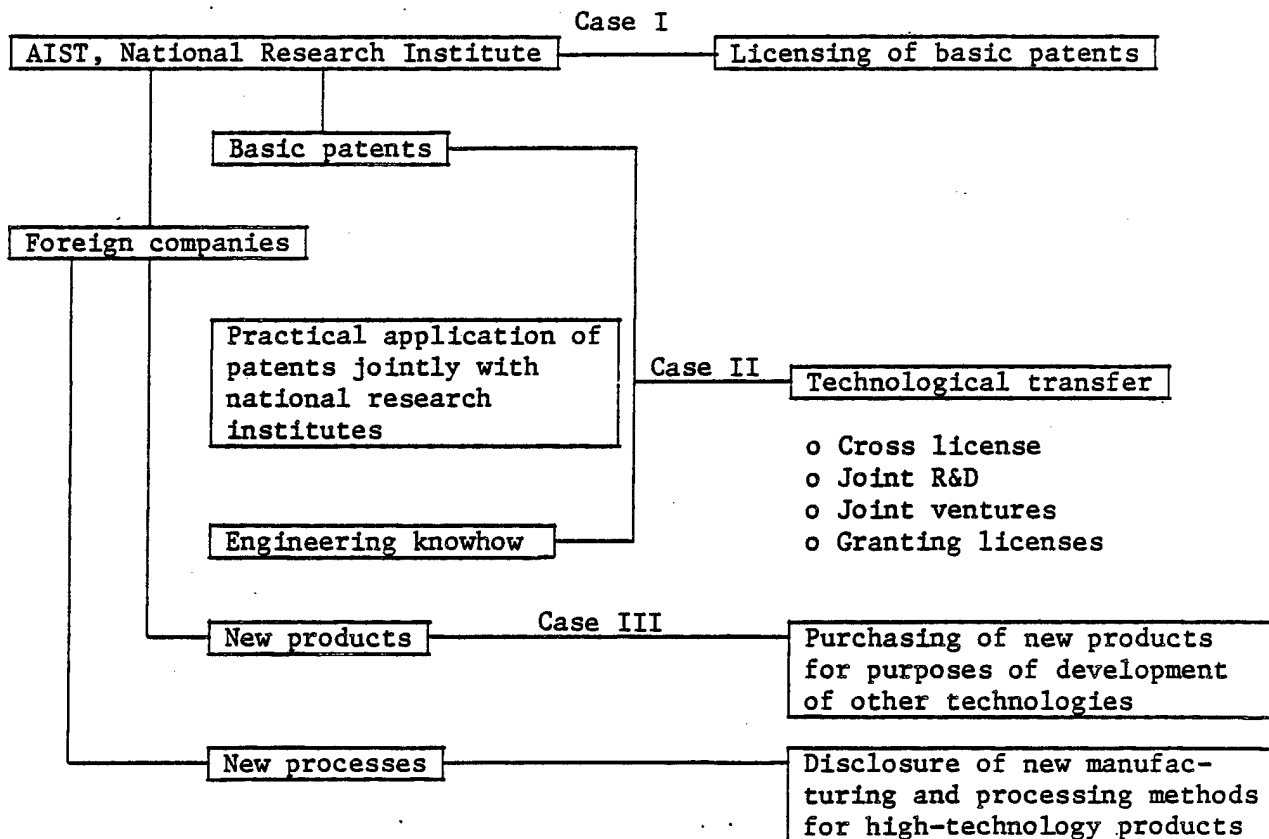 Case I
AIST, National Research Institute
Licensing of basic patents
Basic patents
Foreign companies
Practical application of
patents jointly with
national research
institutes
Case II
Technological transfer
o Cross license
o Joint R&D
o Joint ventures
o Granting licenses
Engineering knowhow
New products
Case III
Purchasing of new products
for purposes of development
of other technologies
New processes
Disclosure of new manufac-
turing and processing methods
for high-technology products